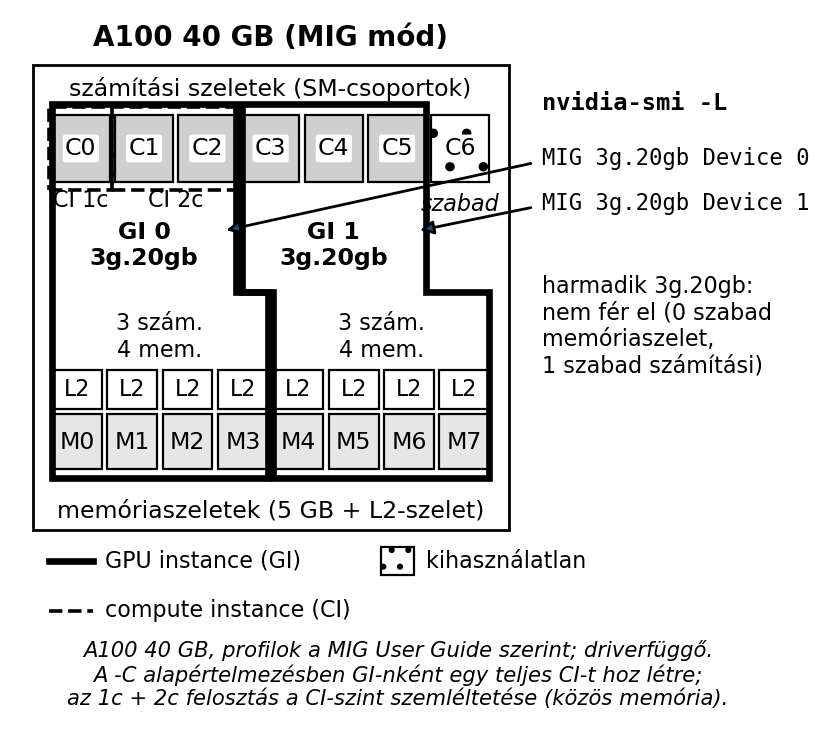 A100 40 GB (MIG mód)
számítási szeletek (SM-csoportok)
C0 C1 C2 C3 C4 C5 C6
CI 1c CI 2c
szabad
GI 0
3g.20gb
GI 1
3g.20gb
3 szám.
4 mem.
3 szám.
4 mem.
L2 L2 L2 L2 L2 L2 L2 L2
M0 M1 M2 M3 M4 M5 M6 M7
memóriaszeletek (5 GB + L2-szelet)
nvidia-smi -L
MIG 3g.20gb Device 0
MIG 3g.20gb Device 1
harmadik 3g.20gb:
nem fér el (0 szabad
memóriaszelet,
1 szabad számítási)
GPU instance (GI)
kihasználatlan
compute instance (CI)
A100 40 GB, profilok a MIG User Guide szerint; driverfüggő.
A -C alapértelmezésben GI-nként egy teljes CI-t hoz létre;
az 1c + 2c felosztás a CI-szint szemléltetése (közös memória).